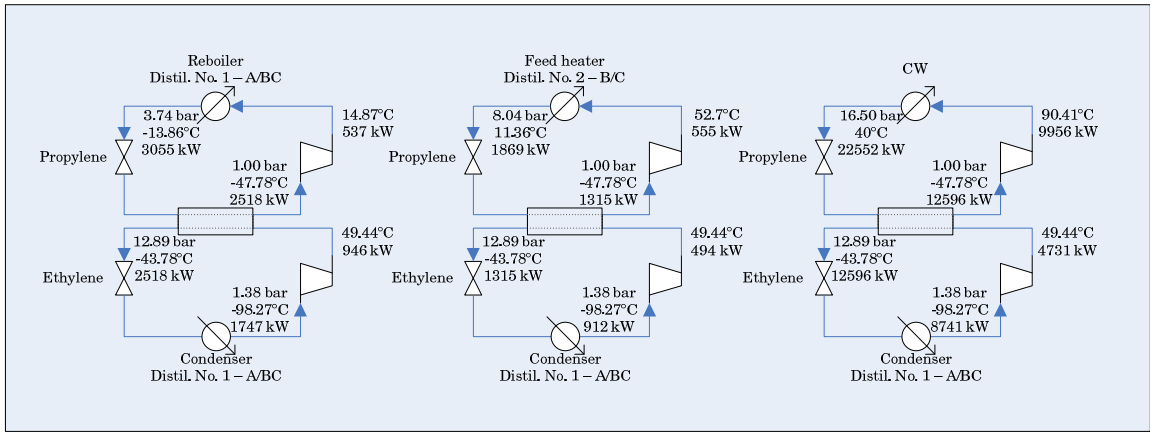 Reboiler
Distil. No. 1 – A/BC
3.74 bar
-13.86°C
3055 kW
14.87°C
537 kW
Propylene
1.00 bar
-47.78°C
2518 kW
12.89 bar
-43.78°C
2518 kW
49.44°C
946 kW
Ethylene
1.38 bar
-98.27°C
1747 kW
Condenser
Distil. No. 1 – A/BC
Feed heater
Distil. No. 2 – B/C
8.04 bar
11.36°C
1869 kW
52.7°C
555 kW
Propylene
1.00 bar
-47.78°C
1315 kW
12.89 bar
-43.78°C
1315 kW
49.44°C
494 kW
Ethylene
1.38 bar
-98.27°C
912 kW
Condenser
Distil. No. 1 – A/BC
CW
16.50 bar
40°C
22552 kW
90.41°C
9956 kW
Propylene
1.00 bar
-47.78°C
12596 kW
12.89 bar
-43.78°C
12596 kW
49.44°C
4731 kW
Ethylene
1.38 bar
-98.27°C
8741 kW
Condenser
Distil. No. 1 – A/BC